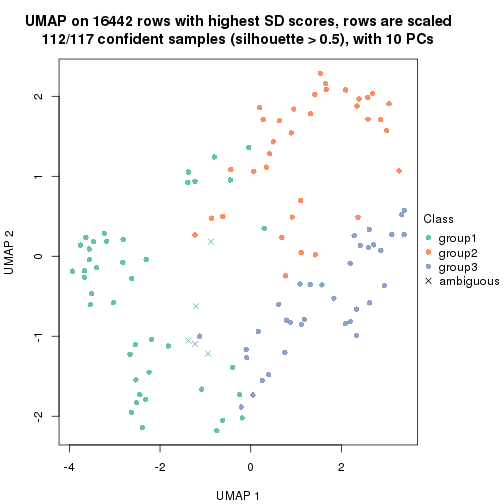 UMAP on 16442 rows with highest SD scores, rows are scaled
112/117 confident samples (silhouette > 0.5), with 10 PCs
2
1
0
-1
-2
UMAP 2
-4
-2
0
2
UMAP 1
Class
group1
group2
group3
ambiguous